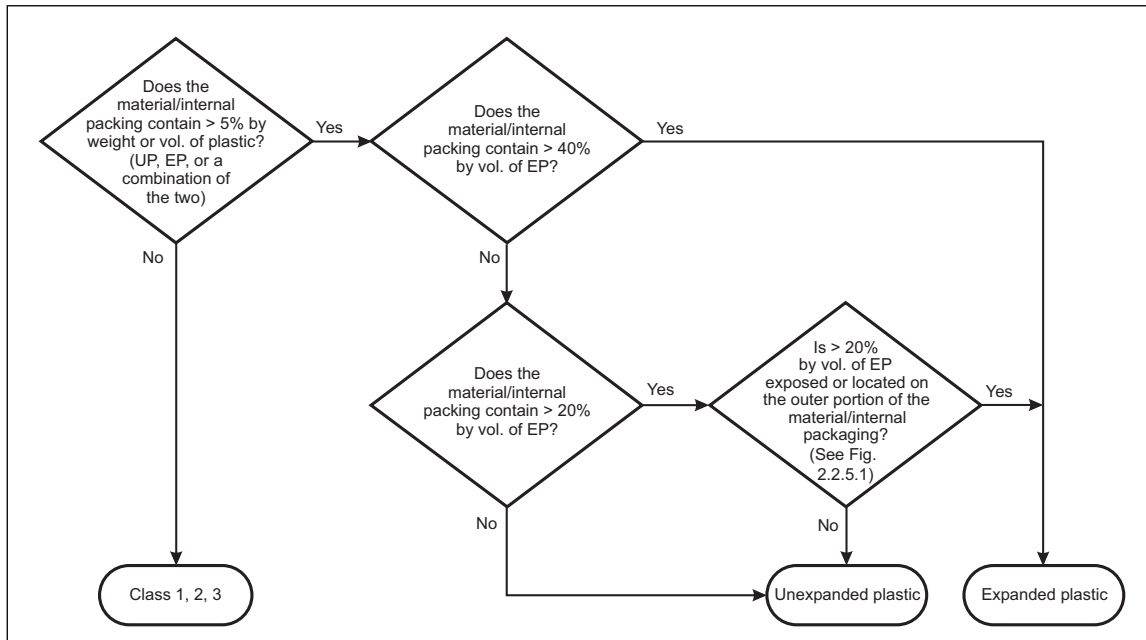 Does the
material/internal
packing contain > 5% by
weight or vol. of plastic?
(UP, EP, or a
combination of
the two)
Yes
Does the
material/internal
packing contain > 40%
by vol. of EP?
Yes
No
No
Does the
material/internal
packing contain > 20%
by vol. of EP?
Yes
Is > 20%
by vol. of EP
exposed or located on
the outer portion of the
material/internal
packaging?
(See Fig.
2.2.5.1)
Yes
No
No
Class 1, 2, 3
Unexpanded plastic
Expanded plastic